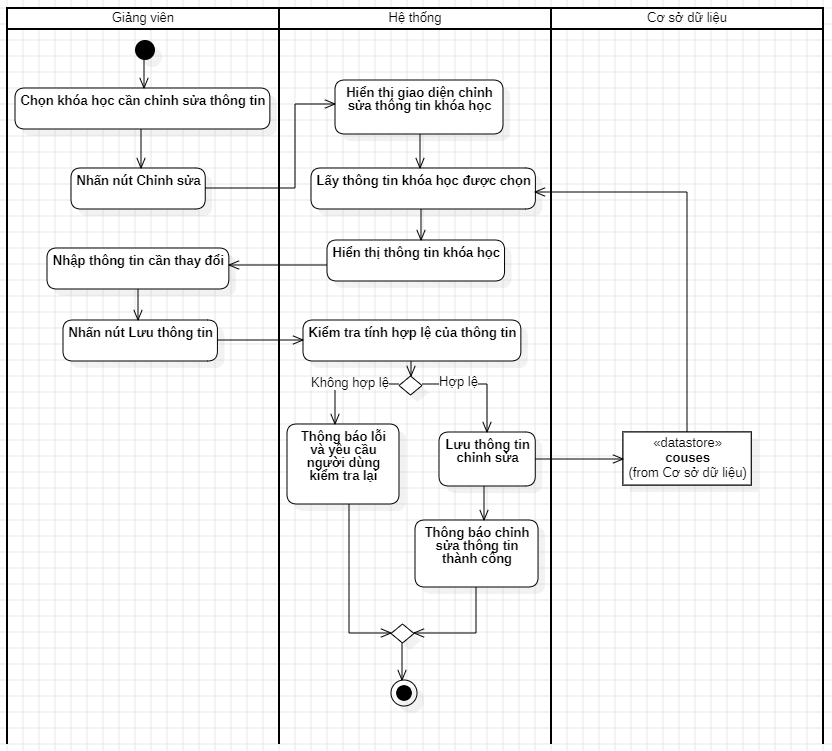 Giảng viên
Hệ thống
Cơ sở dữ liệu
Chọn khóa học cần chỉnh sửa thông tin
Hiển thị giao diện chỉnh
sửa thông tin khóa học
Nhấn nút Chỉnh sửa
Lấy thông tin khóa học được chọn
Nhập thông tin cần thay đổi
Hiển thị thông tin khóa học
Nhấn nút Lưu thông tin
Kiểm tra tính hợp lệ của thông tin
Không hợp lệ
Hợp lệ
Thông báo lỗi
và yêu cầu
người dùng
kiểm tra lại
Lưu thông tin
chỉnh sửa
«datastore»
couses
(from Cơ sở dữ liệu)
Thông báo chỉnh
sửa thông tin
thành công